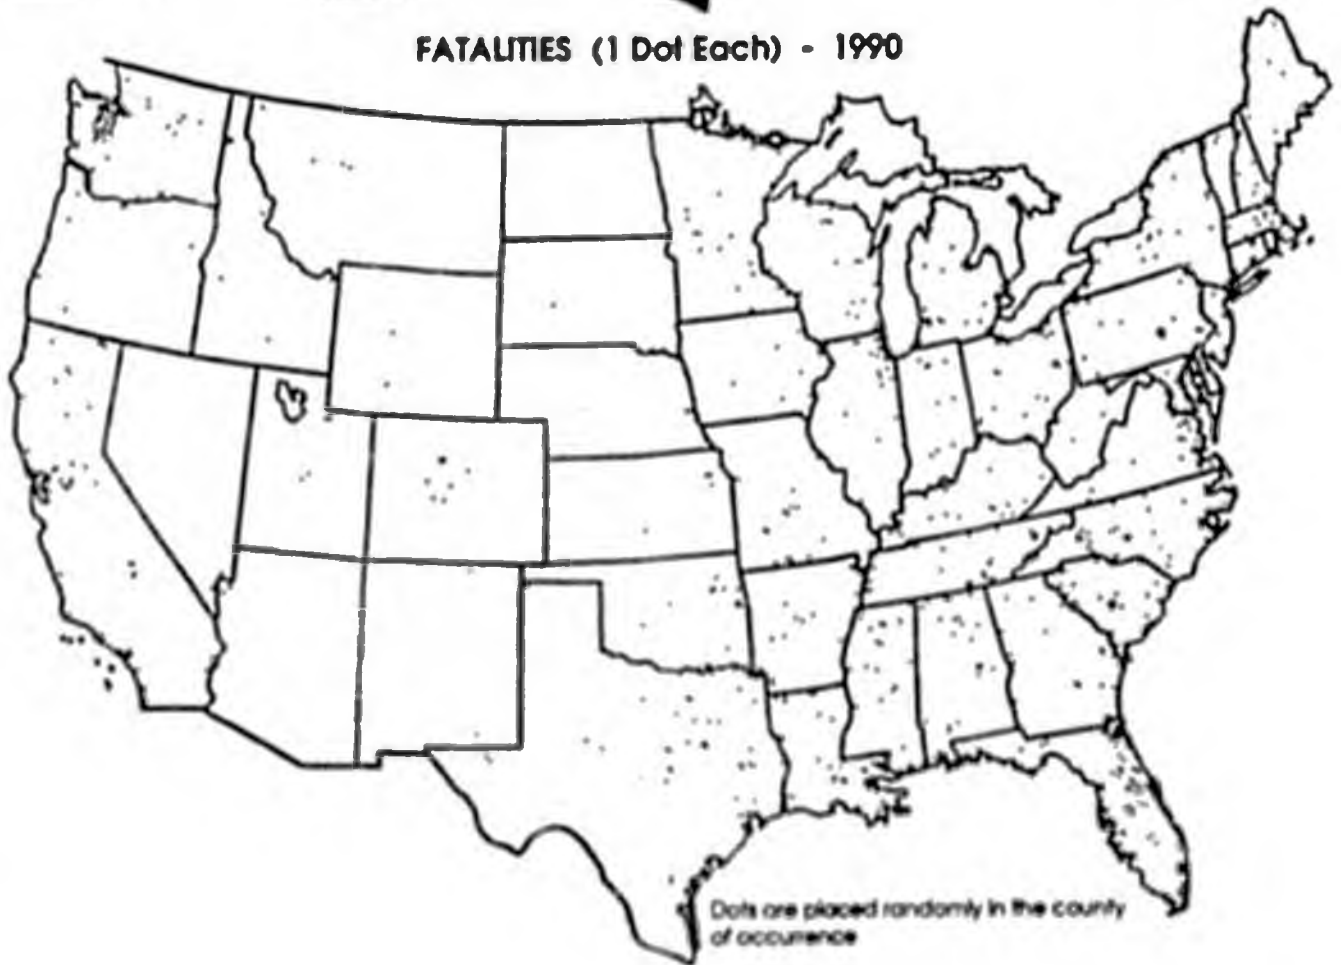 FATALITIES (1 Dot Each) - 1990
Dots are placed randomly in the county
of occurrence